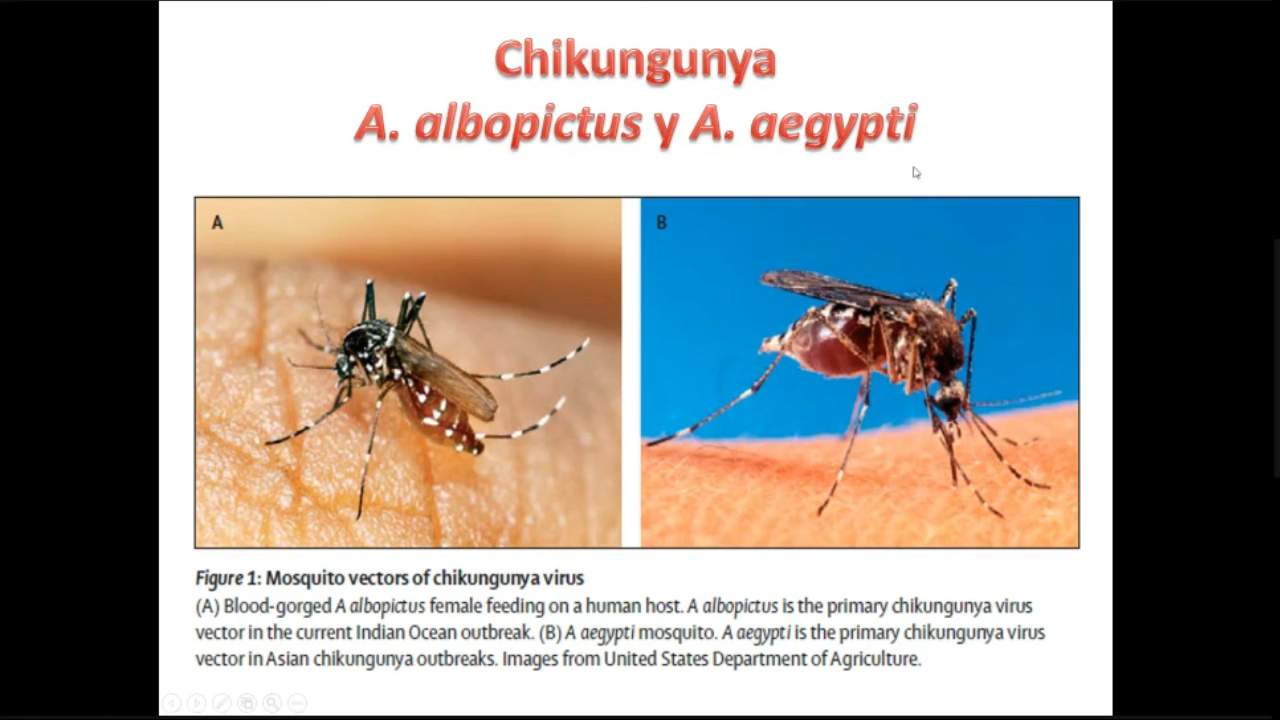 Chikungunya
A. albopictus y A. aegypti
A
B
Figure 1: Mosquito vectors of chikungunya virus
(A) Blood-gorged A albopictus female feeding on a human host. A albopictus is the primary chikungunya virus
vector in the current Indian Ocean outbreak. (B) A aegypti mosquito. A aegypti is the primary chikungunya virus
vector in Asian chikungunya outbreaks. Images from United States Department of Agriculture.